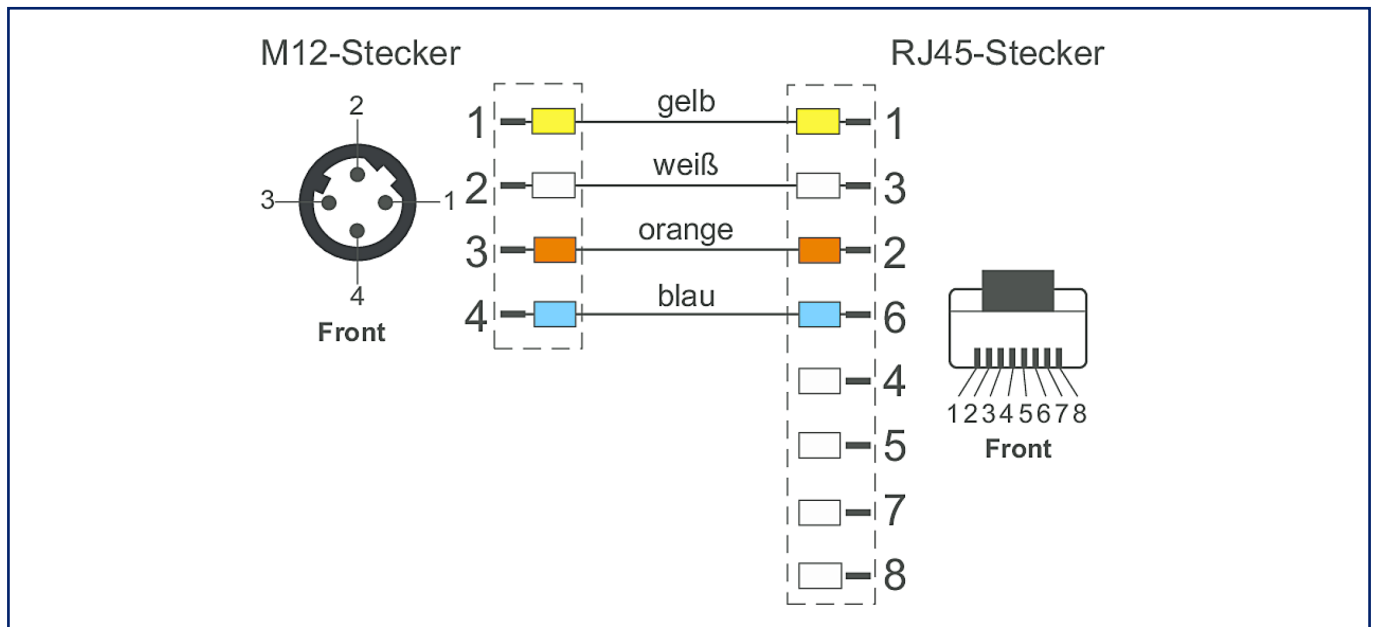 M12-Stecker
RJ45-Stecker
2
3
1
4
Front
1 gelb 1
2 weiß 3
3 orange 2
4 blau 6
4
5
7
8
12345678
Front